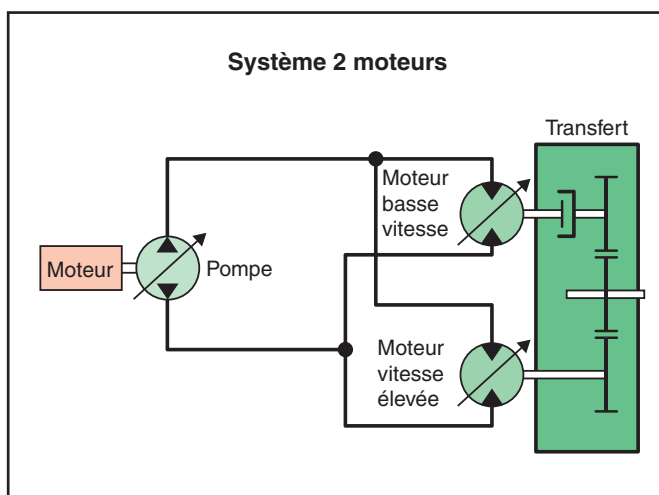 Système 2 moteurs
Transfert
Moteur
basse
vitesse
Moteur
Pompe
Moteur
vitesse
élevée